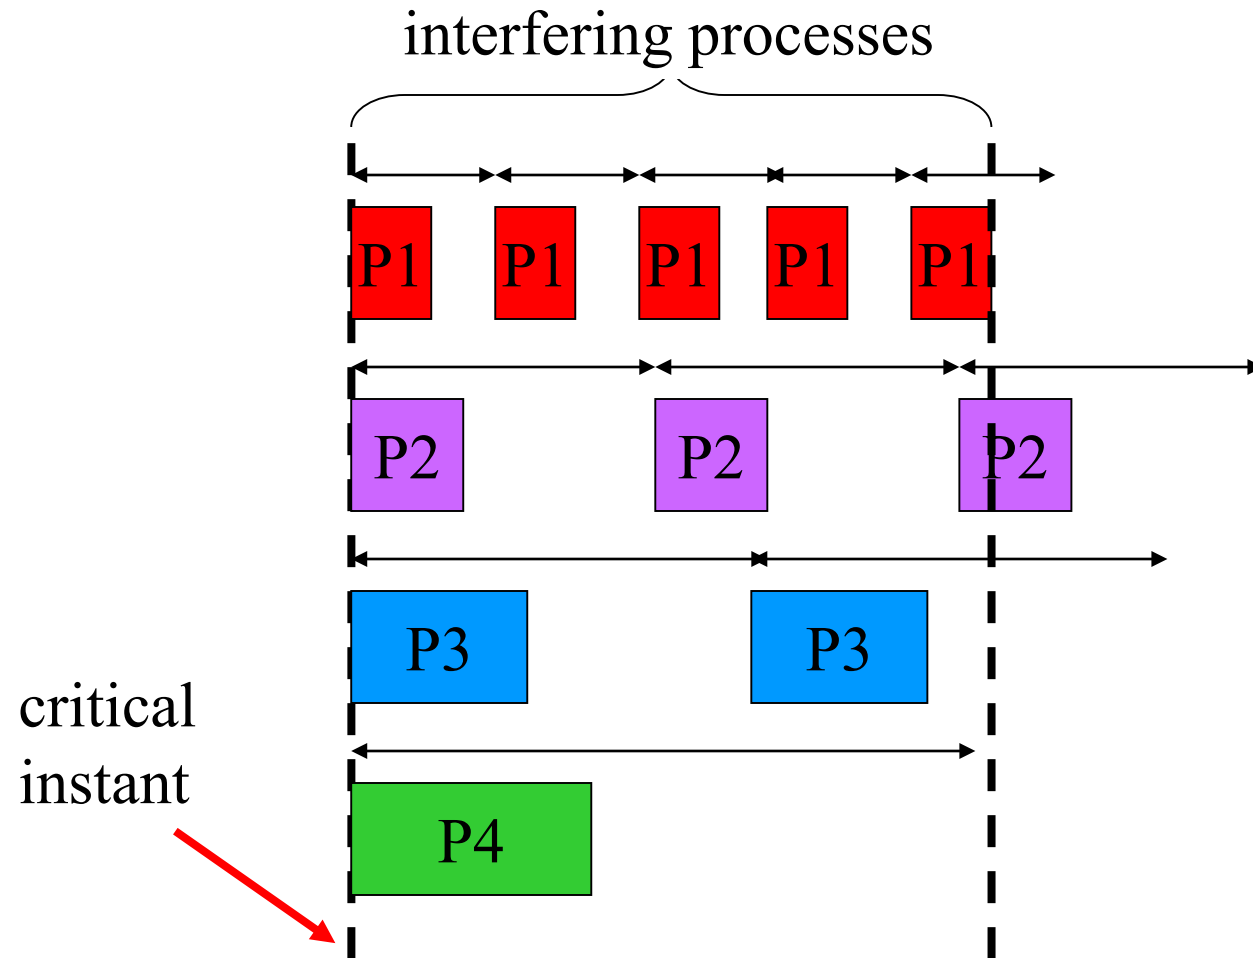 interfering processes
P1 P1 P1 P1 P1
P2 P2 P2
P3 P3
critical
instant
P4